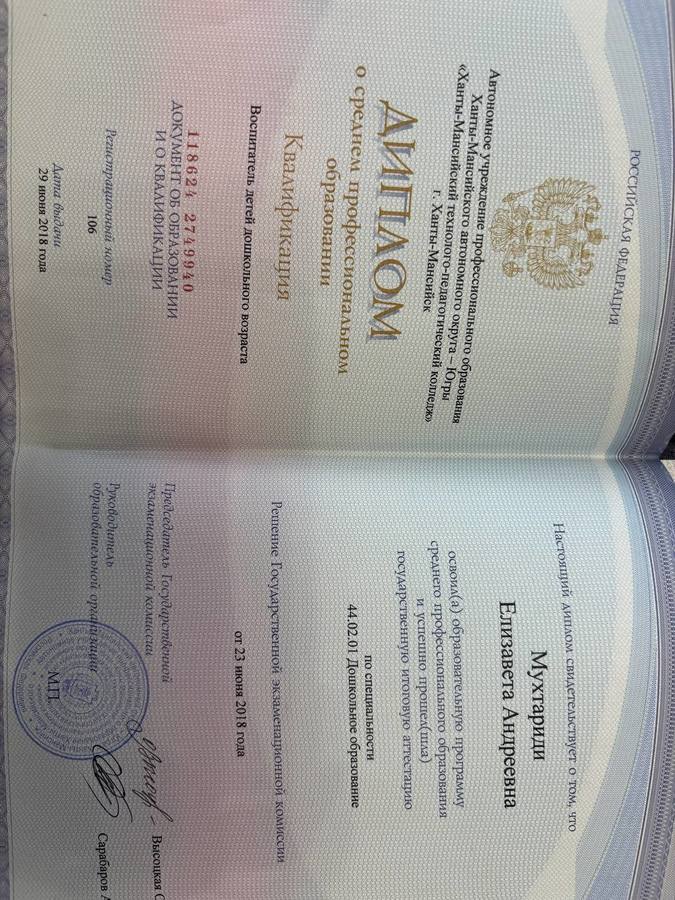 РОССИЙСКАЯ ФЕДЕРАЦИЯ
Автономное учреждение профессионального образования
Ханты-Мансийского автономного округа – Югры
«Ханты-Мансийский технолого-педагогический колледж»
г. Ханты-Мансийск
ДИПЛОМ
о среднем профессиональном
образовании
Квалификация
Воспитатель детей дошкольного возраста
118624 2749940
ДОКУМЕНТ ОБ ОБРАЗОВАНИИ
И О КВАЛИФИКАЦИИ
Регистрационный номер
106
Дата выдачи
29 июня 2018 года
Настоящий диплом свидетельствует о том, что
Мухтариди
Елизавета Андреевна
освоил(а) образовательную программу
среднего профессионального образования
и успешно прошел(шла)
государственную итоговую аттестацию
по специальности
44.02.01 Дошкольное образование
Решение Государственной экзаменационной комиссии
от 23 июня 2018 года
Председатель Государственной
экзаменационной комиссии
Высоцкая С
Руководитель
образовательной организации
Сарабаров А
М.П.